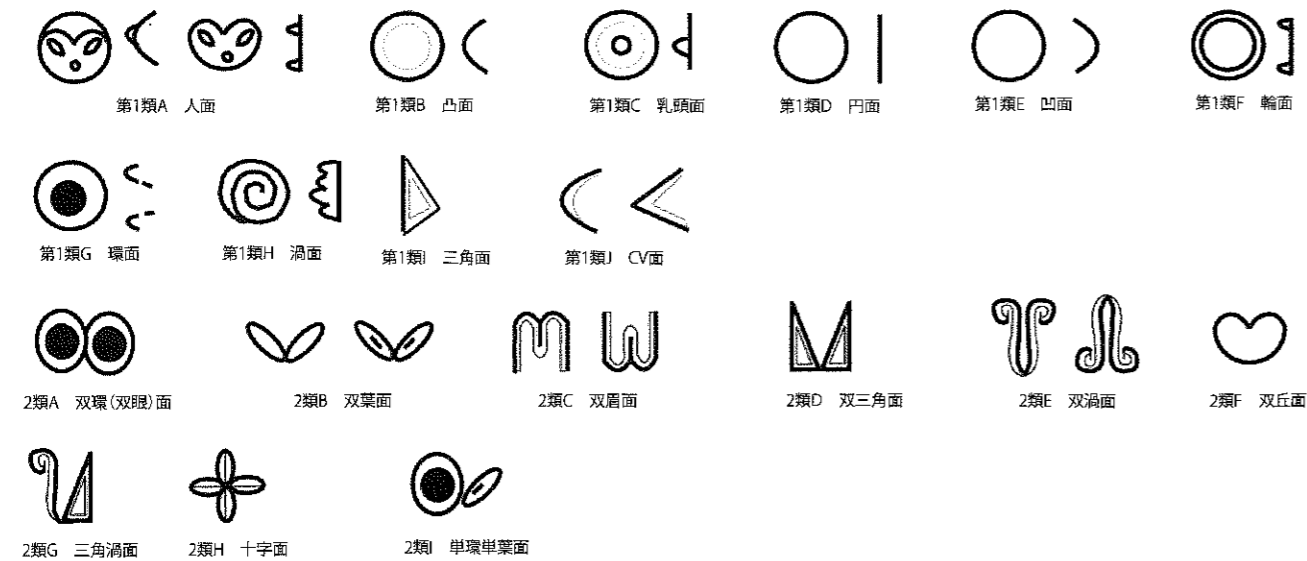 第1類A 人面
第1類B 凸面
第1類C 乳頭面
第1類D 円面
第1類E 凹面
第1類F 輪面
第1類G 環面
第1類H 渦面
第1類I 三角面
第1類J CV面
2類A 双環(双眼)面
2類B 双葉面
2類C 双眉面
2類D 双三角面
2類E 双渦面
2類F 双丘面
2類G 三角渦面
2類H 十字面
2類I 単環単葉面